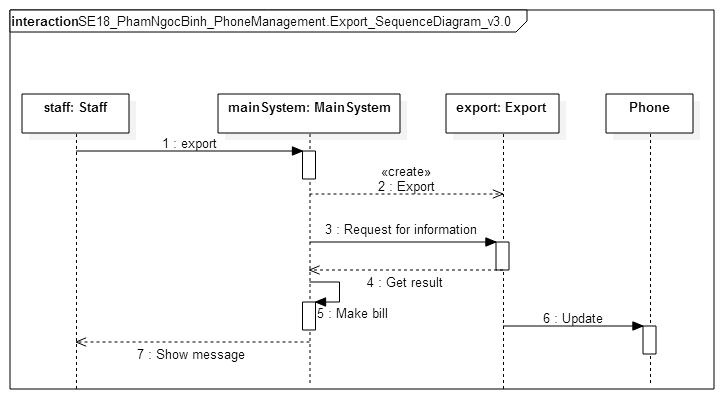 interactionSE18_PhamNgocBinh_PhoneManagement.Export_SequenceDiagram_v3.0
staff: Staff
mainSystem: MainSystem
export: Export
Phone
1 : export
«create»
2 : Export
3 : Request for information
4 : Get result
5 : Make bill
6 : Update
7 : Show message